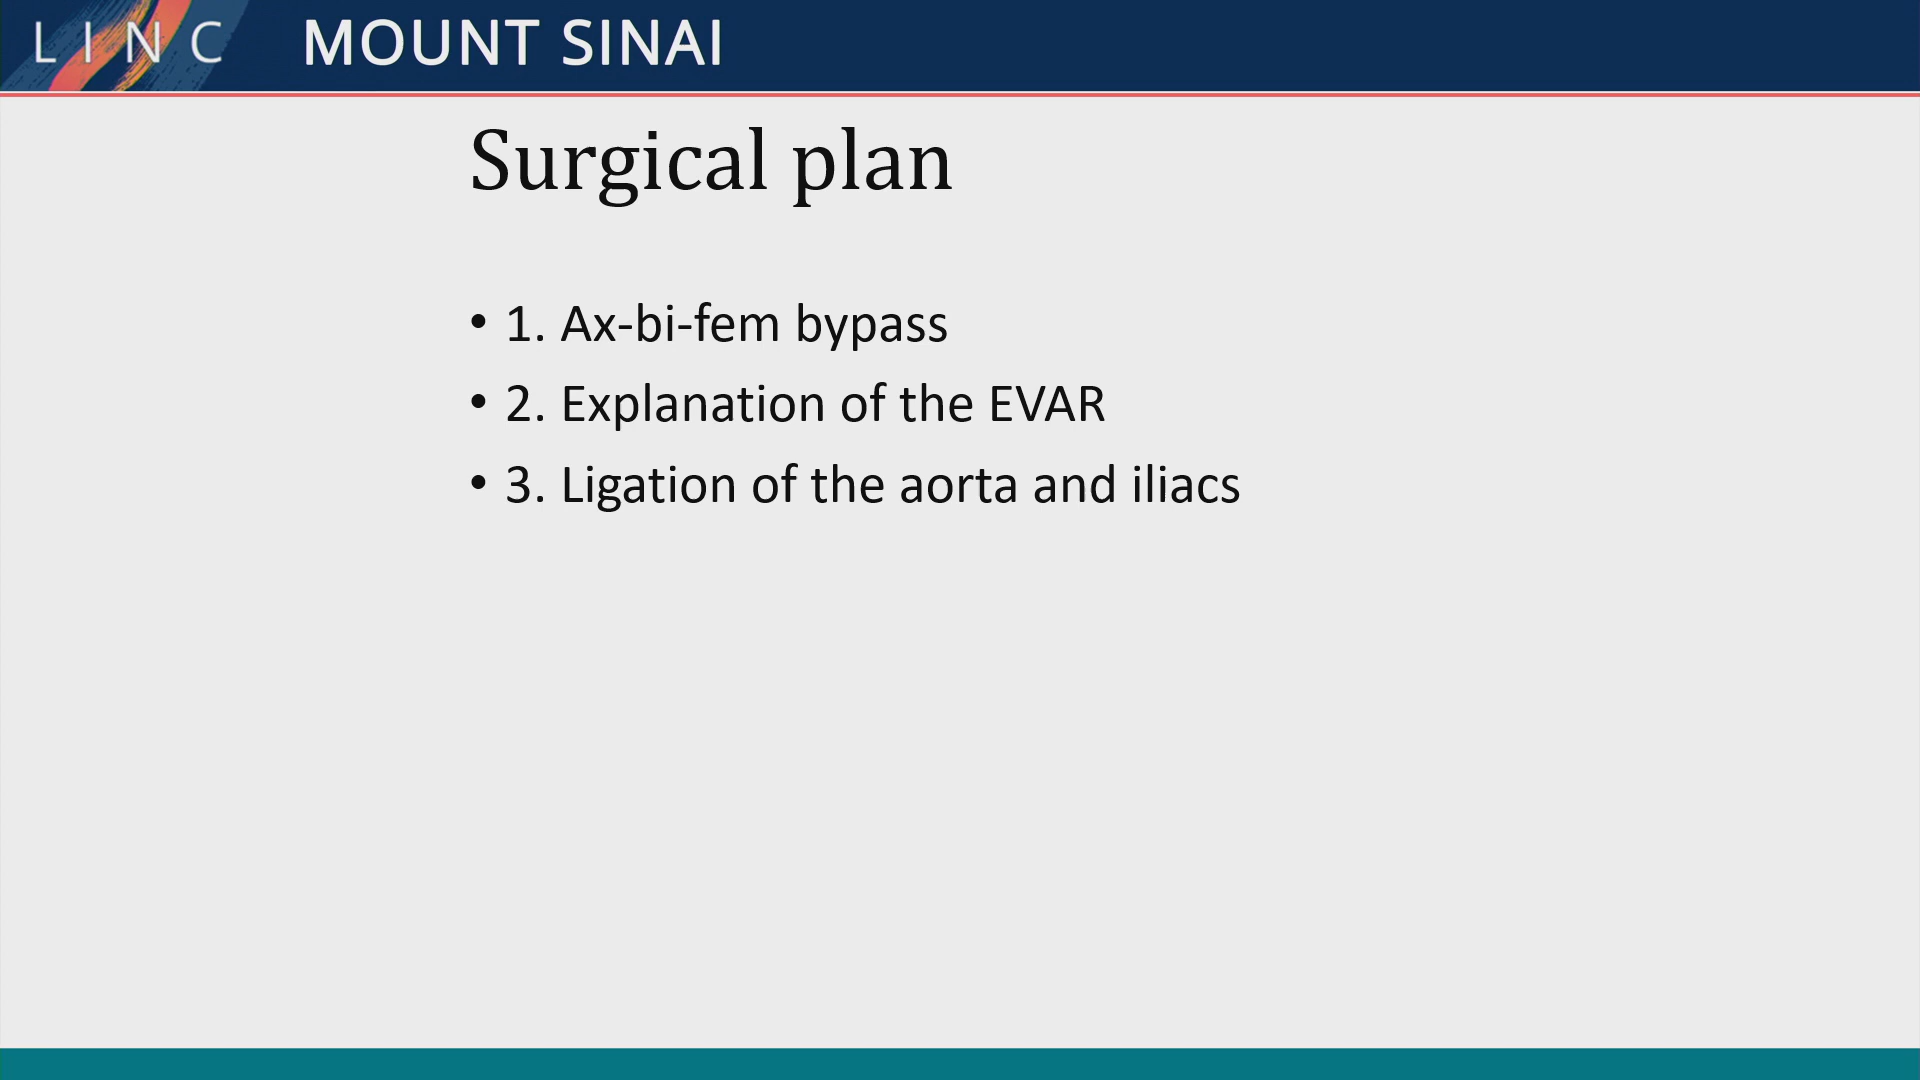 LINC MOUNT SINAI
Surgical plan
• 1. Ax-bi-fem bypass
• 2. Explanation of the EVAR
• 3. Ligation of the aorta and iliacs